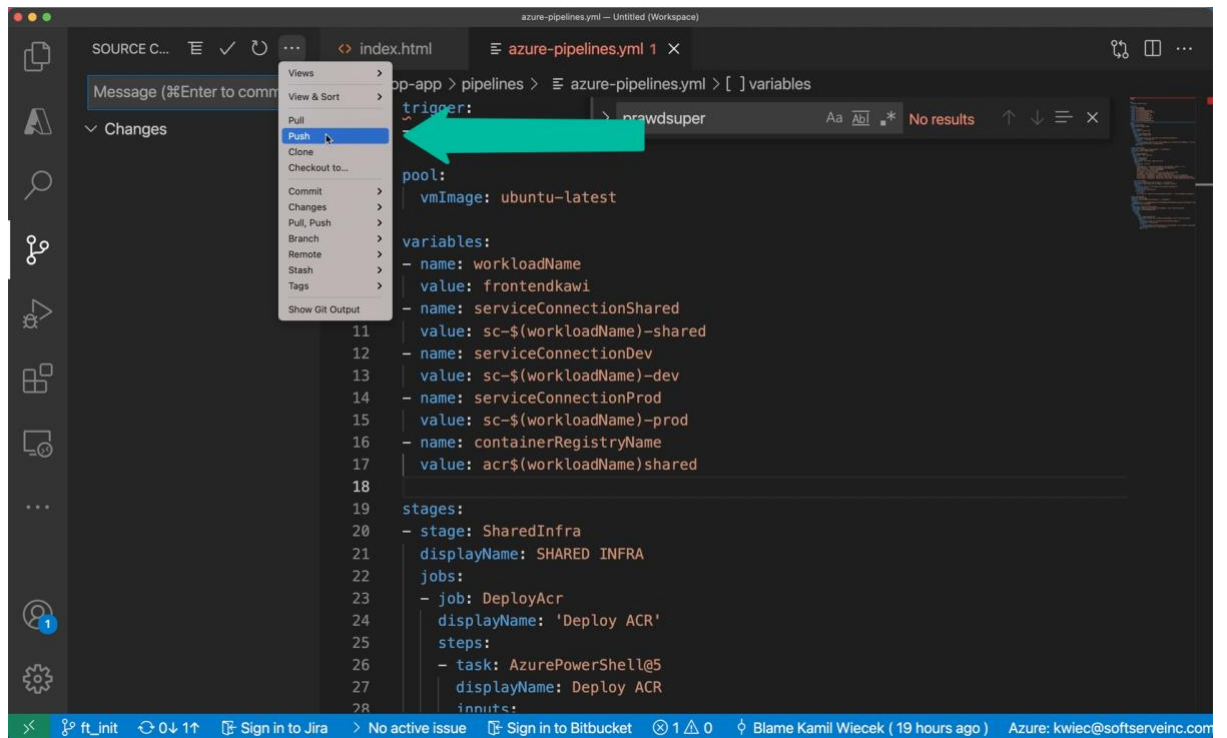 azure-pipelines.yml — Untitled (Workspace)
SOURCE C...
index.html
azure-pipelines.yml 1
Message (⌘Enter to comm
Changes
Views
View & Sort
Pull
Push
Clone
Checkout to...
Commit
Changes
Pull, Push
Branch
Remote
Stash
Tags
Show Git Output
op-app > pipelines > azure-pipelines.yml > [ ] variables
prawdsuper Aa Abl .* No results
trigger:
pool:
vmImage: ubuntu-latest
variables:
- name: workloadName
value: frontendkawi
- name: serviceConnectionShared
11 value: sc-$(workloadName)-shared
12 - name: serviceConnectionDev
13 value: sc-$(workloadName)-dev
14 - name: serviceConnectionProd
15 value: sc-$(workloadName)-prod
16 - name: containerRegistryName
17 value: acr$(workloadName)shared
18
19 stages:
20 - stage: SharedInfra
21 displayName: SHARED INFRA
22 jobs:
23 - job: DeployAcr
24 displayName: 'Deploy ACR'
25 steps:
26 - task: AzurePowerShell@5
27 displayName: Deploy ACR
28 inputs:
1
ft_init 0↓ 1↑ Sign in to Jira > No active issue Sign in to Bitbucket 1 0 Blame Kamil Wiecek ( 19 hours ago ) Azure: kwiec@softserveinc.com